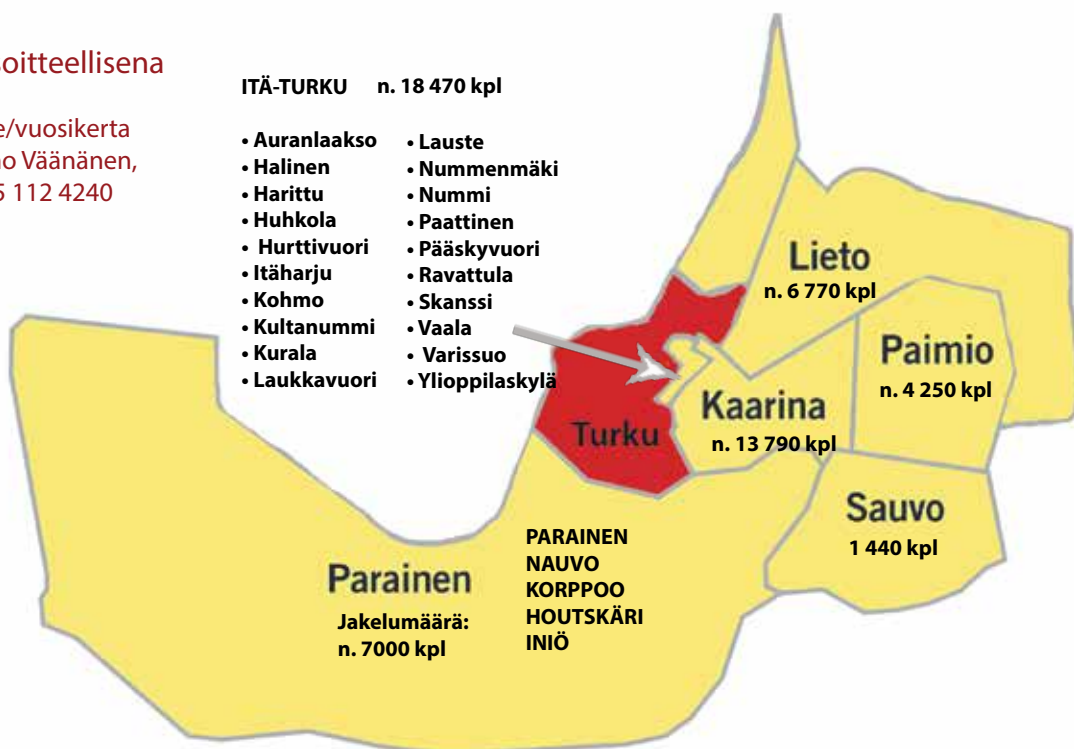 soitteellisena
e/vuosikerta
no Väänänen,
5 112 4240
ITÄ-TURKU n. 18 470 kpl
• Auranlaakso
• Halinen
• Harittu
• Huhkola
• Hurttivuori
• Itäharju
• Kohmo
• Kultanummi
• Kurala
• Laukkavuori
• Lauste
• Nummenmäki
• Nummi
• Paattinen
• Pääskyvuori
• Ravattula
• Skanssi
• Vaala
• Varissuo
• Ylioppilaskylä
Lieto
n. 6 770 kpl
Paimio
n. 4 250 kpl
Kaarina
n. 13 790 kpl
Turku
Sauvo
1 440 kpl
Parainen
Jakelumäärä:
n. 7000 kpl
PARAINEN
NAUVO
KORPPOO
HOUTSKÄRI
INIÖ